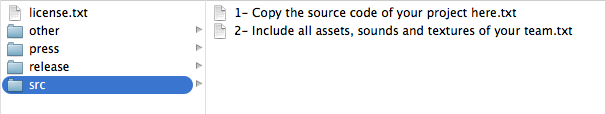 license.txt
other
press
release
src
1- Copy the source code of your project here.txt
2- Include all assets, sounds and textures of your team.txt